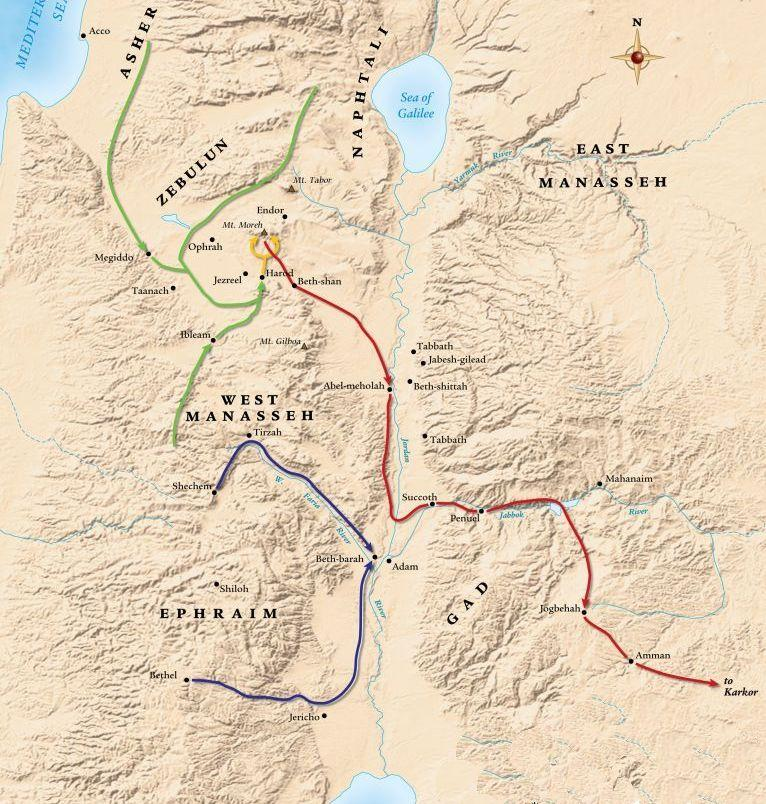 MEDITER
SEA
Acco
ASHER
NAPHTALI
N
Sea of
Galilee
Yarmuk River
EAST
MANASSEH
ZEBULUN
Mt. Tabor
Endor
Mt. Moreh
Ophrah
Megiddo
Jezreel
Harod
Beth-shan
Taanach
Ibleam
Mt. Gilboa
Tabbath
Jabesh-gilead
Abel-meholah
Beth-shittah
WEST
MANASSEH
Tirzah
Tabbath
Jordan
Shechem
W.
Faria
River
Mahanaim
Succoth
Penuel
Jabbok
River
Beth-barah
Adam
Shiloh
EPHRAIM
River
GAD
Jogbehah
Bethel
Amman
to
Karkor
Jericho